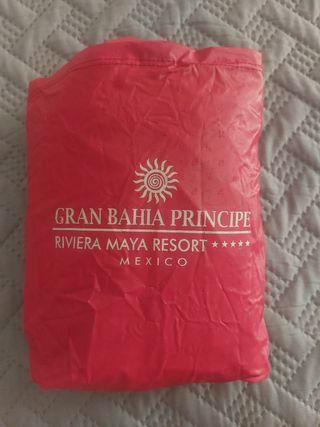 GRAN BAHIA PRINCIPE
RIVIERA MAYA RESORT ★★★★★
MEXICO